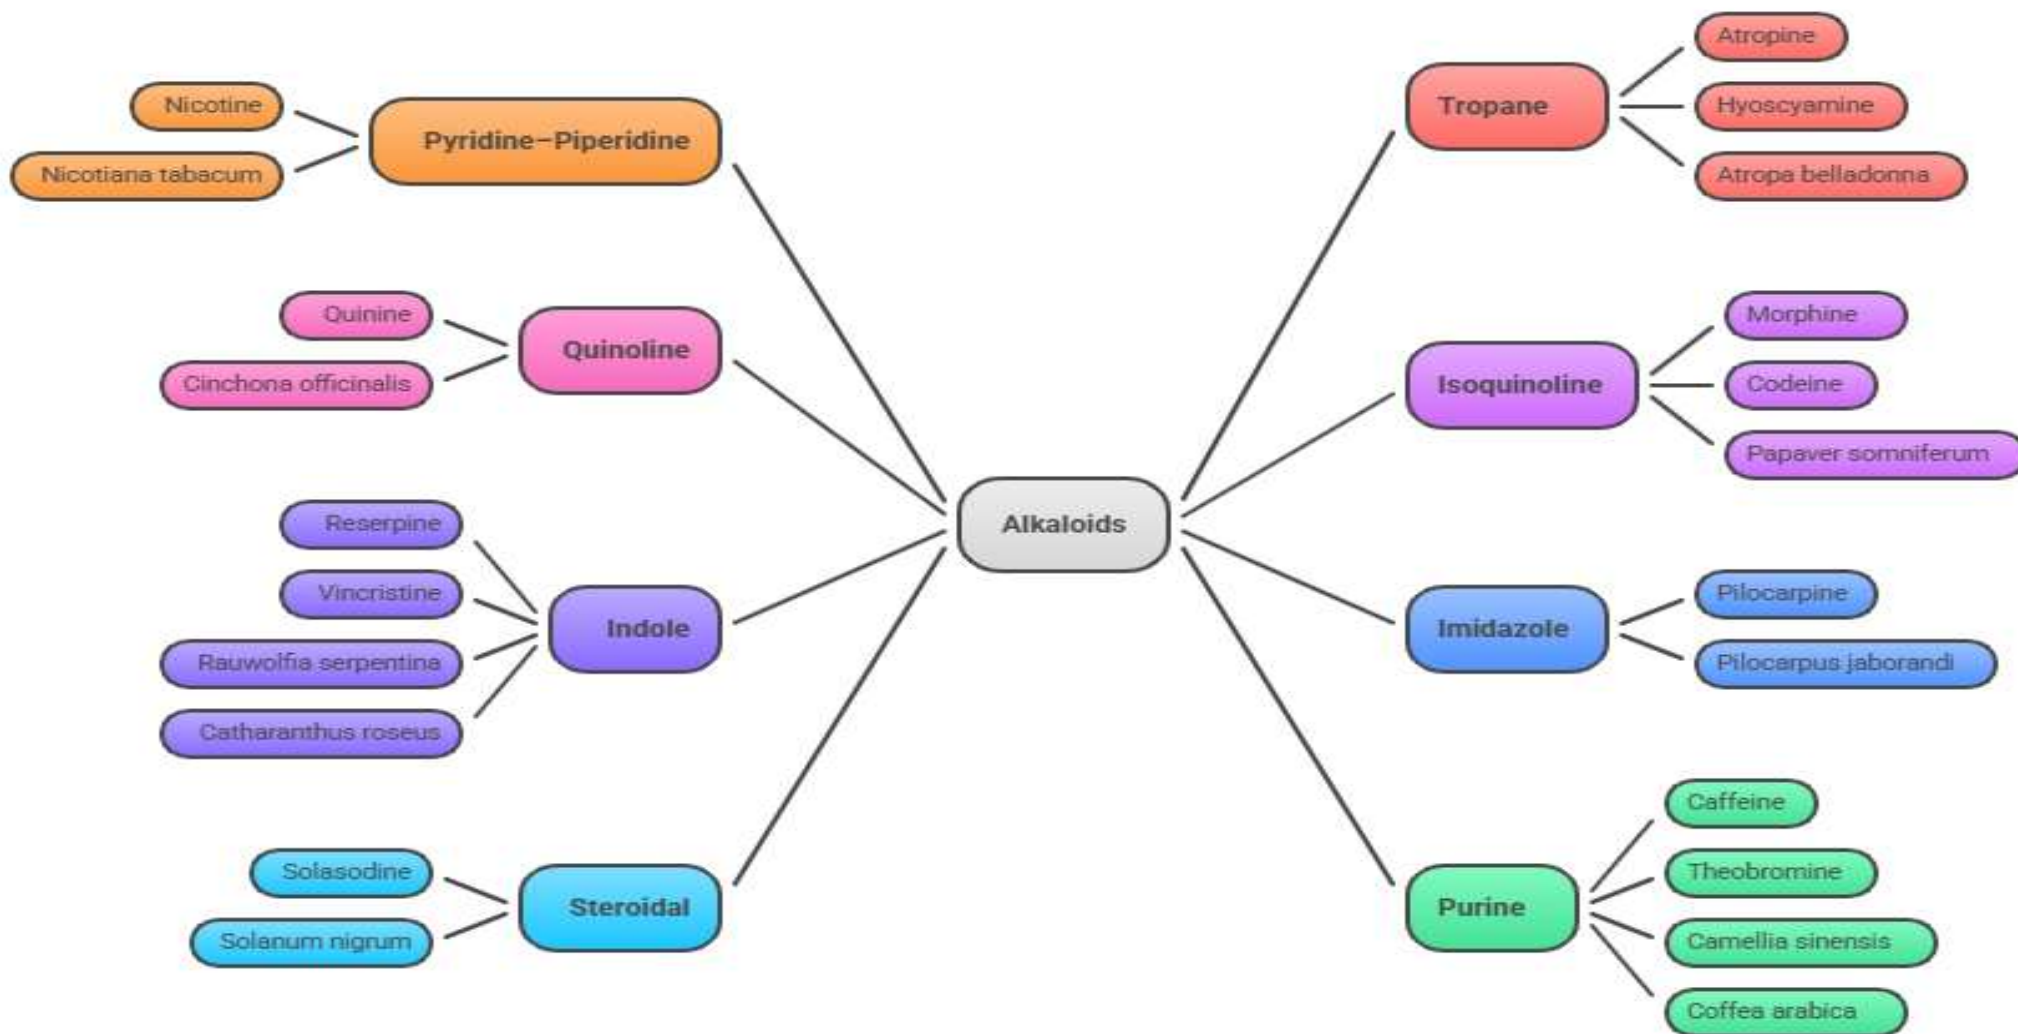 Nicotine
Nicotiana tabacum
Pyridine–Piperidine
Quinine
Cinchona officinalis
Quinoline
Reserpine
Vincristine
Rauwolfia serpentina
Catharanthus roseus
Indole
Solasodine
Solanum nigrum
Steroidal
Alkaloids
Tropane
Atropine
Hyoscyamine
Atropa belladonna
Isoquinoline
Morphine
Codeine
Papaver somniferum
Imidazole
Pilocarpine
Pilocarpus jaborandi
Purine
Caffeine
Theobromine
Camellia sinensis
Coffea arabica